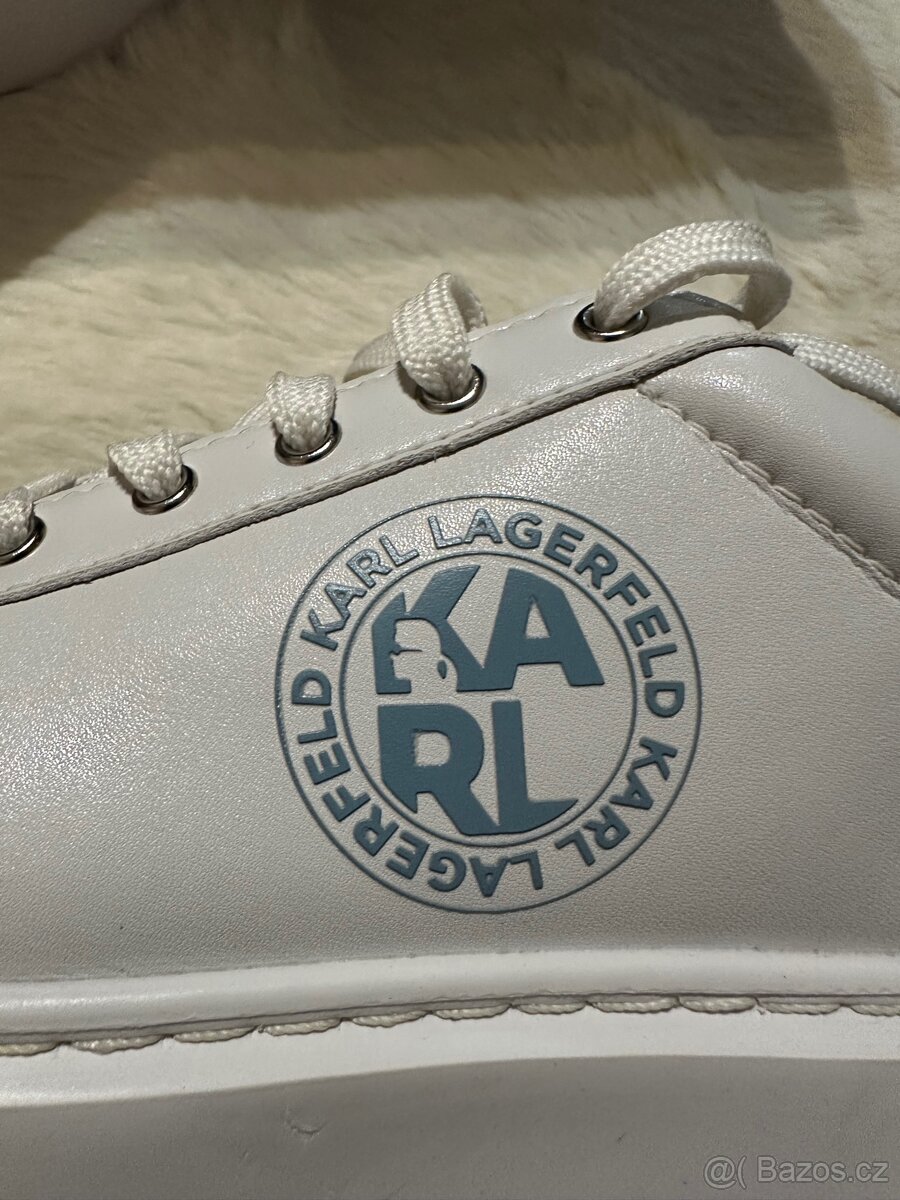 KARL LAGERFELD KARL LAGERFELD
KA
RL
@( Bazos.cz